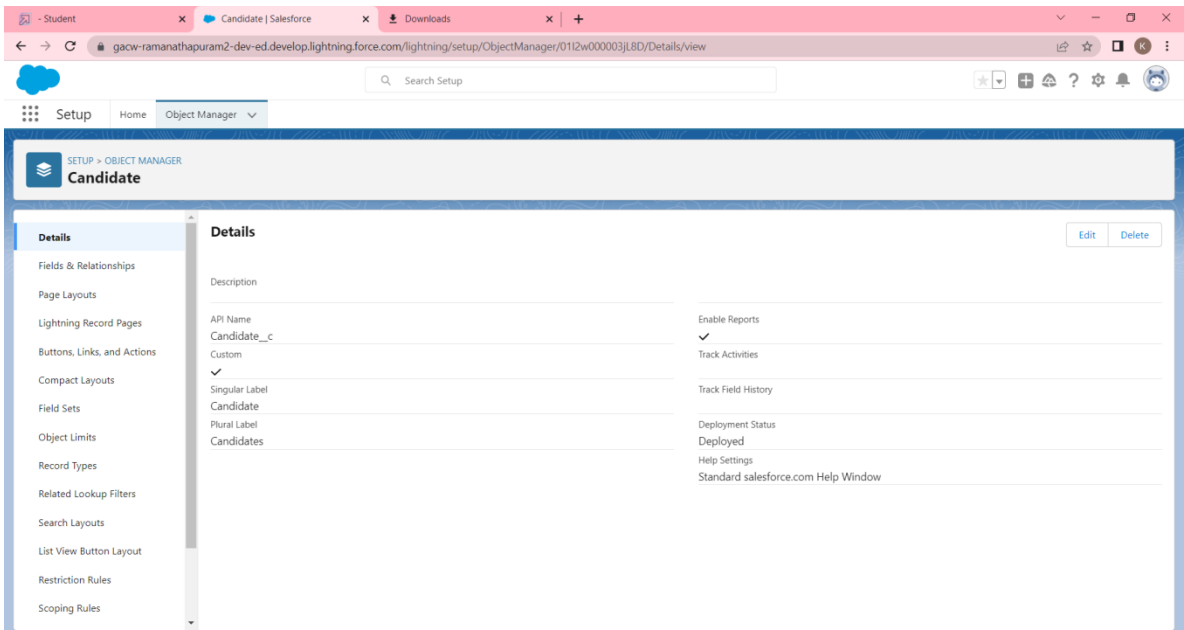 - Student
Candidate | Salesforce
Downloads
gacw-ramanathapuram2-dev-ed.develop.lightning.force.com/lightning/setup/ObjectManager/01I2w000003jL8D/Details/view
K
Search Setup
Setup
Home
Object Manager
SETUP > OBJECT MANAGER
Candidate
Details
Fields & Relationships
Page Layouts
Lightning Record Pages
Buttons, Links, and Actions
Compact Layouts
Field Sets
Object Limits
Record Types
Related Lookup Filters
Search Layouts
List View Button Layout
Restriction Rules
Scoping Rules
Details
Edit
Delete
Description
API Name
Candidate__c
Custom
Singular Label
Candidate
Plural Label
Candidates
Enable Reports
Track Activities
Track Field History
Deployment Status
Deployed
Help Settings
Standard salesforce.com Help Window